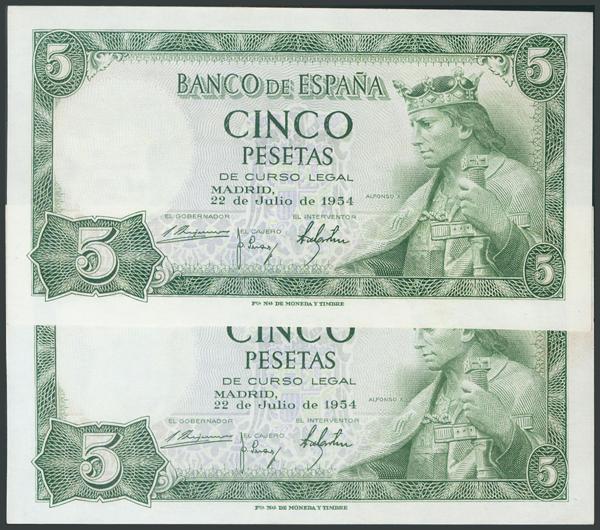 5 5
BANCO DE ESPAÑA
CINCO
PESETAS
DE CURSO LEGAL
MADRID,
22 de Julio de 1954
ALFONSO X
EL GOBERNADOR EL INTERVENTOR
EL CAJERO
5 5
Fca. Nal. DE MONEDA Y TIMBRE
CINCO
PESETAS
DE CURSO LEGAL
MADRID,
22 de Julio de 1954
ALFONSO X
EL GOBERNADOR EL INTERVENTOR
EL CAJERO
5 5
Fca. Nal. DE MONEDA Y TIMBRE